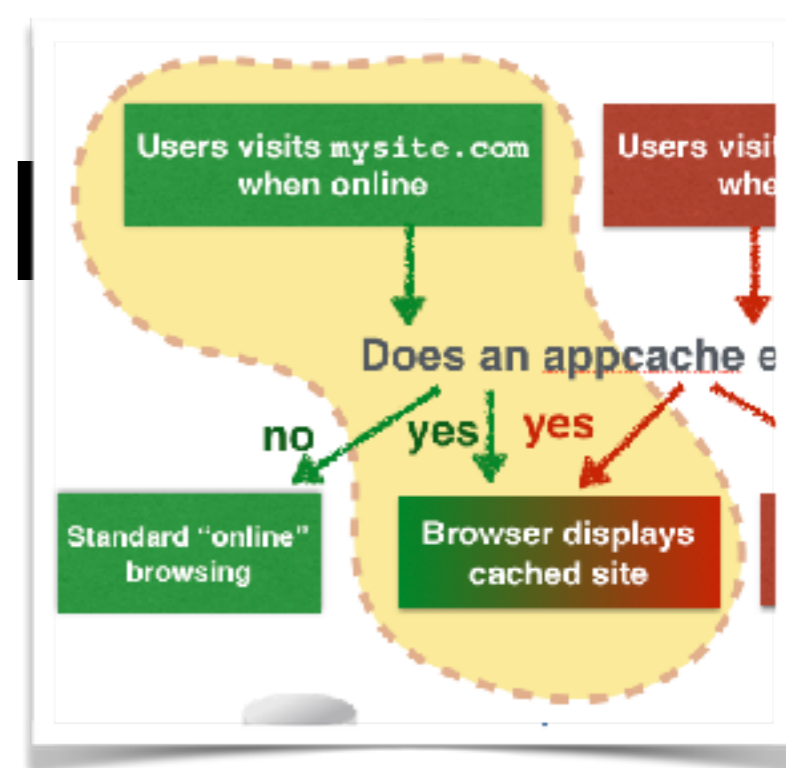 Users visits mysite.com
when online
Users visit
whe
Does an appcache e
no
yes
yes
Standard “online”
browsing
Browser displays
cached site